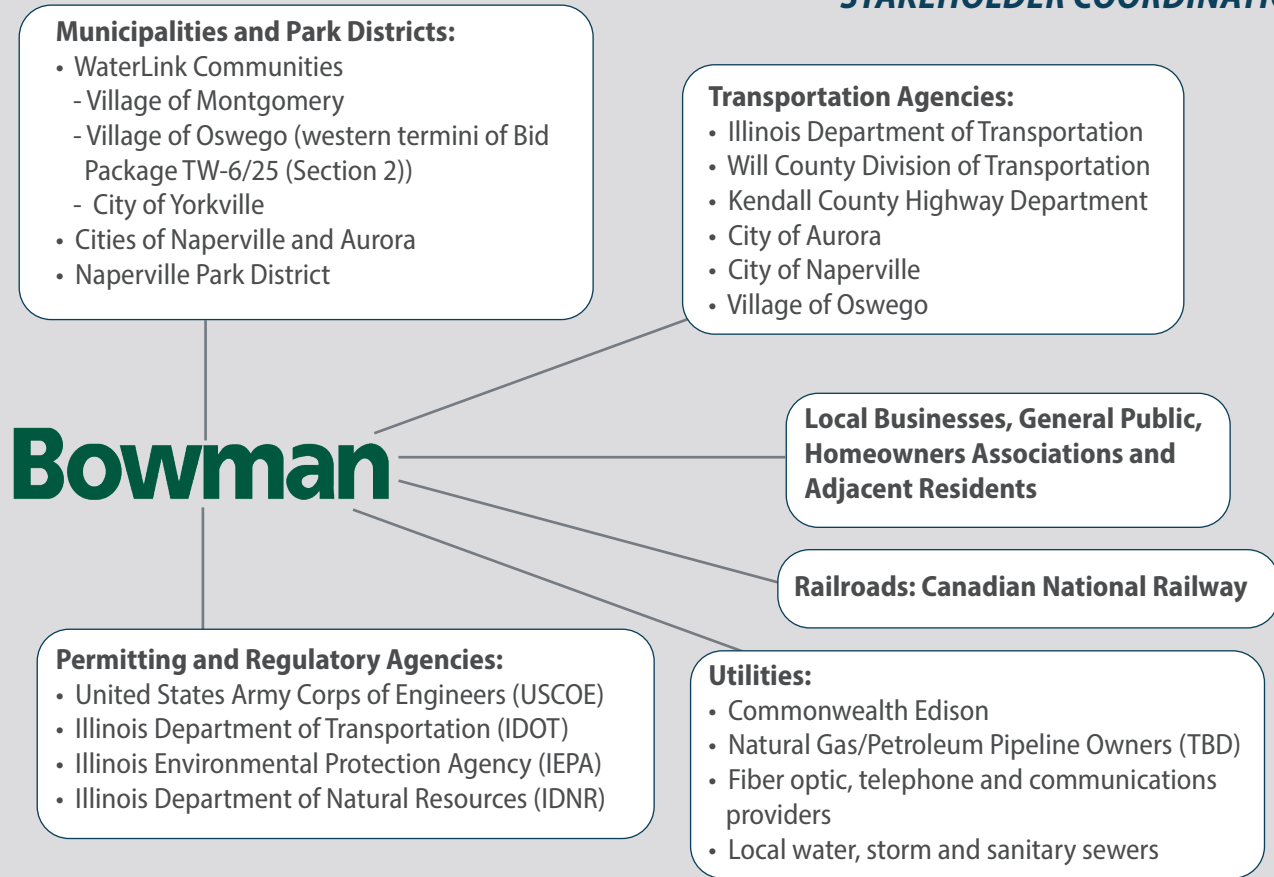 STAKEHOLDER COORDINATIO
Municipalities and Park Districts:
• WaterLink Communities
- Village of Montgomery
- Village of Oswego (western termini of Bid
Package TW-6/25 (Section 2))
- City of Yorkville
• Cities of Naperville and Aurora
• Naperville Park District
Transportation Agencies:
• Illinois Department of Transportation
• Will County Division of Transportation
• Kendall County Highway Department
• City of Aurora
• City of Naperville
• Village of Oswego
Bowman
Local Businesses, General Public,
Homeowners Associations and
Adjacent Residents
Railroads: Canadian National Railway
Permitting and Regulatory Agencies:
• United States Army Corps of Engineers (USCOE)
• Illinois Department of Transportation (IDOT)
• Illinois Environmental Protection Agency (IEPA)
• Illinois Department of Natural Resources (IDNR)
Utilities:
• Commonwealth Edison
• Natural Gas/Petroleum Pipeline Owners (TBD)
• Fiber optic, telephone and communications
providers
• Local water, storm and sanitary sewers